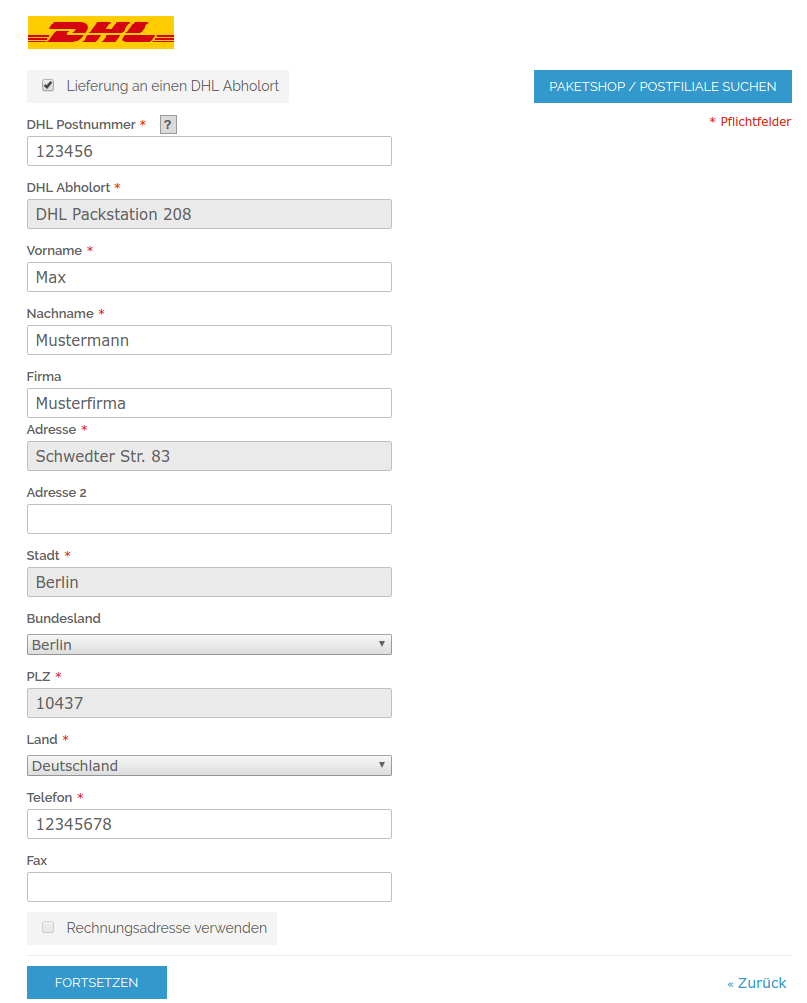 DHL
Lieferung an einen DHL Abholort
PAKETSHOP / POSTFILIALE SUCHEN
DHL Postnummer * ?
* Pflichtfelder
123456
DHL Abholort *
DHL Packstation 208
Vorname *
Max
Nachname *
Mustermann
Firma
Musterfirma
Adresse *
Schwedter Str. 83
Adresse 2
Stadt *
Berlin
Bundesland
Berlin
PLZ *
10437
Land *
Deutschland
Telefon *
12345678
Fax
Rechnungsadresse verwenden
FORTSETZEN
« Zurück